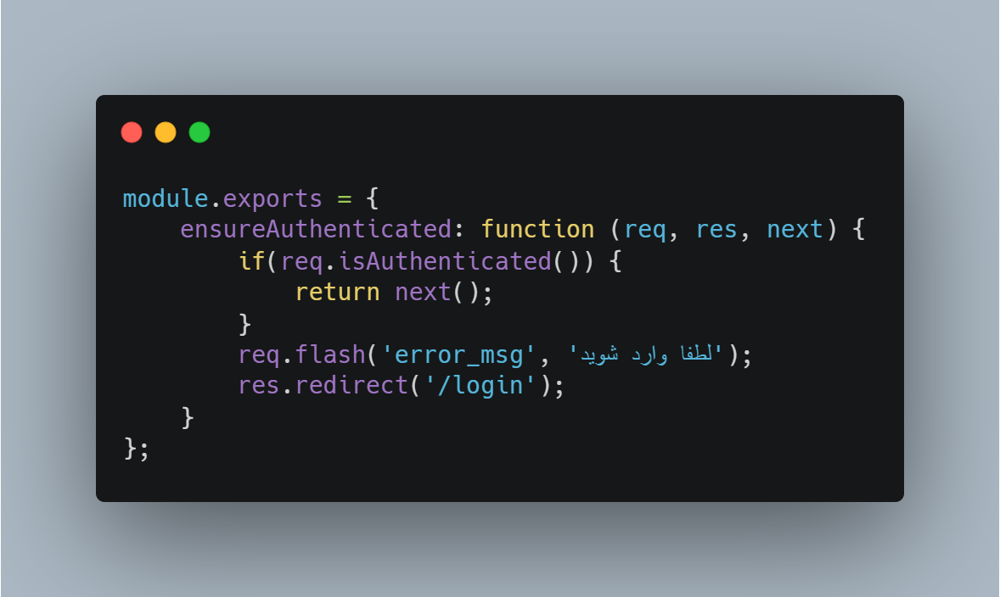 module.exports = {
    ensureAuthenticated: function (req, res, next) {
        if(req.isAuthenticated()) {
            return next();
        }
        req.flash('error_msg', 'لطفا وارد شوید');
        res.redirect('/login');
    }
};